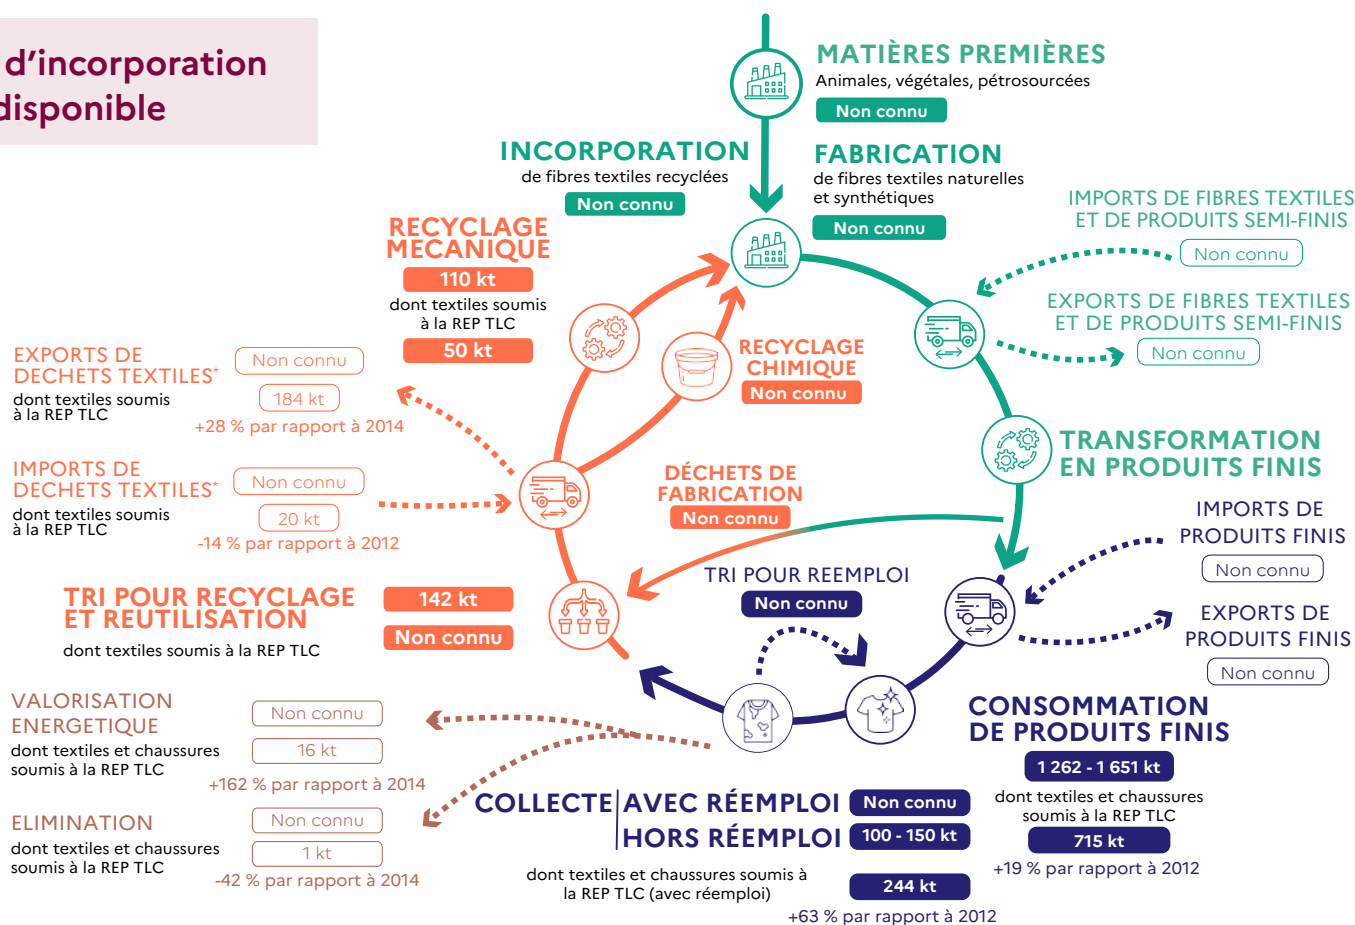 d'incorporation
disponible
MATIÈRES PREMIÈRES
Animales, végétales, pétrosourcées
Non connu
INCORPORATION
de fibres textiles recyclées
Non connu
FABRICATION
de fibres textiles naturelles
et synthétiques
Non connu
IMPORTS DE FIBRES TEXTILES
ET DE PRODUITS SEMI-FINIS
Non connu
EXPORTS DE FIBRES TEXTILES
ET DE PRODUITS SEMI-FINIS
Non connu
RECYCLAGE
MECANIQUE
110 kt
dont textiles soumis
à la REP TLC
50 kt
RECYCLAGE
CHIMIQUE
Non connu
EXPORTS DE
DECHETS TEXTILES*
dont textiles soumis
à la REP TLC
Non connu
184 kt
+28 % par rapport à 2014
IMPORTS DE
DECHETS TEXTILES*
dont textiles soumis
à la REP TLC
Non connu
20 kt
-14 % par rapport à 2012
TRANSFORMATION
EN PRODUITS FINIS
DÉCHETS DE
FABRICATION
Non connu
IMPORTS DE
PRODUITS FINIS
Non connu
EXPORTS DE
PRODUITS FINIS
Non connu
TRI POUR REEMPLOI
Non connu
TRI POUR RECYCLAGE
ET REUTILISATION
142 kt
Non connu
dont textiles soumis à la REP TLC
VALORISATION
ENERGETIQUE
dont textiles et chaussures
soumis à la REP TLC
Non connu
16 kt
+162 % par rapport à 2014
ELIMINATION
dont textiles et chaussures
soumis à la REP TLC
Non connu
1 kt
-42 % par rapport à 2014
CONSOMMATION
DE PRODUITS FINIS
1 262 - 1 651 kt
dont textiles et chaussures
soumis à la REP TLC
715 kt
+19 % par rapport à 2012
COLLECTE AVEC RÉEMPLOI Non connu
HORS RÉEMPLOI 100 - 150 kt
dont textiles et chaussures soumis à
la REP TLC (avec réemploi)
244 kt
+63 % par rapport à 2012